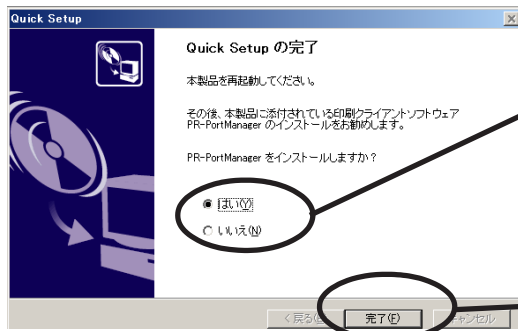 Quick Setup
Quick Setup の完了
本製品を再起動してください。
その後、本製品に添付されている印刷クライアントソフトウェア
PR-PortManager のインストールをお勧めします。
PR-PortManager をインストールしますか？
はい(Y)
いいえ(N)
< 戻る(B 完了(F) キャンセル